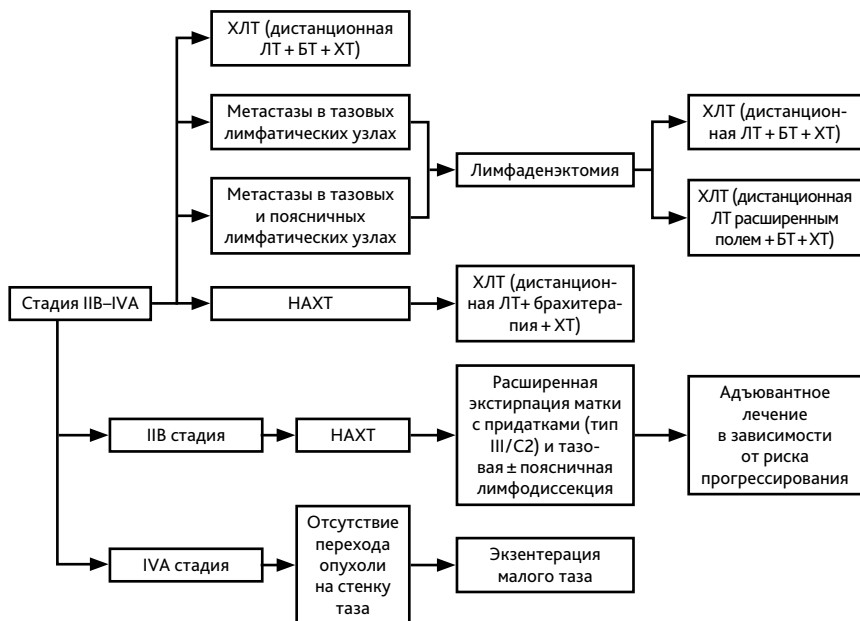 ХЛТ (дистанционная
ЛТ + БТ + ХТ)
Метастазы в тазовых
лимфатических узлах
Метастазы в тазовых
и поясничных
лимфатических узлах
Лимфаденэктомия
ХЛТ (дистанцион-
ная ЛТ + БТ + ХТ)
ХЛТ (дистанционная
ЛТ расширенным
полем + БТ + ХТ)
Стадия IIB–IVA
НАХТ
ХЛТ (дистанцион-
ная ЛТ+ брахитера-
пия + ХТ)
IIB стадия
НАХТ
Расширенная
экстирпация матки
с придатками (тип
III/C2) и тазо-
вая ± поясничная
лимфодиссекция
Адъювантное
лечение
в зависимости
от риска
прогрессирования
IVA стадия
Отсутствие
перехода
опухоли
на стенку
таза
Экзентерация
малого таза